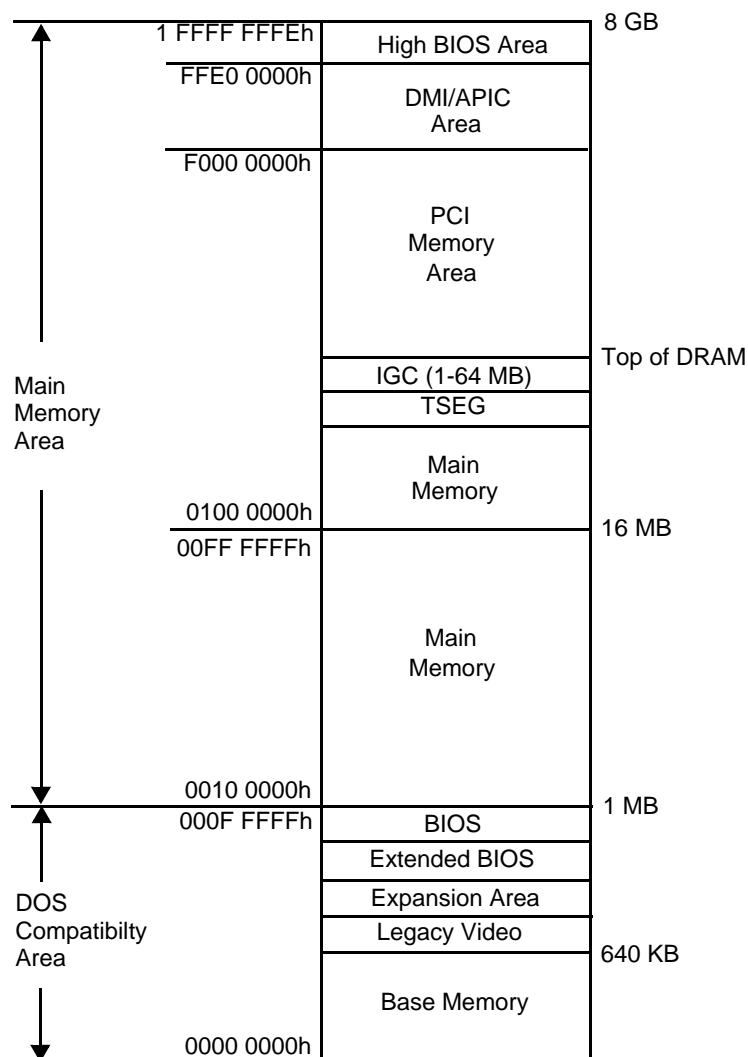 1 FFFF FFFEh
8 GB
High BIOS Area
FFE0 0000h
DMI/APIC
Area
F000 0000h
PCI
Memory
Area
Top of DRAM
IGC (1-64 MB)
TSEG
Main
Memory
Area
Main
Memory
0100 0000h
16 MB
00FF FFFFh
Main
Memory
0010 0000h
1 MB
000F FFFFh
BIOS
Extended BIOS
Expansion Area
Legacy Video
DOS
Compatibilty
Area
640 KB
Base Memory
0000 0000h